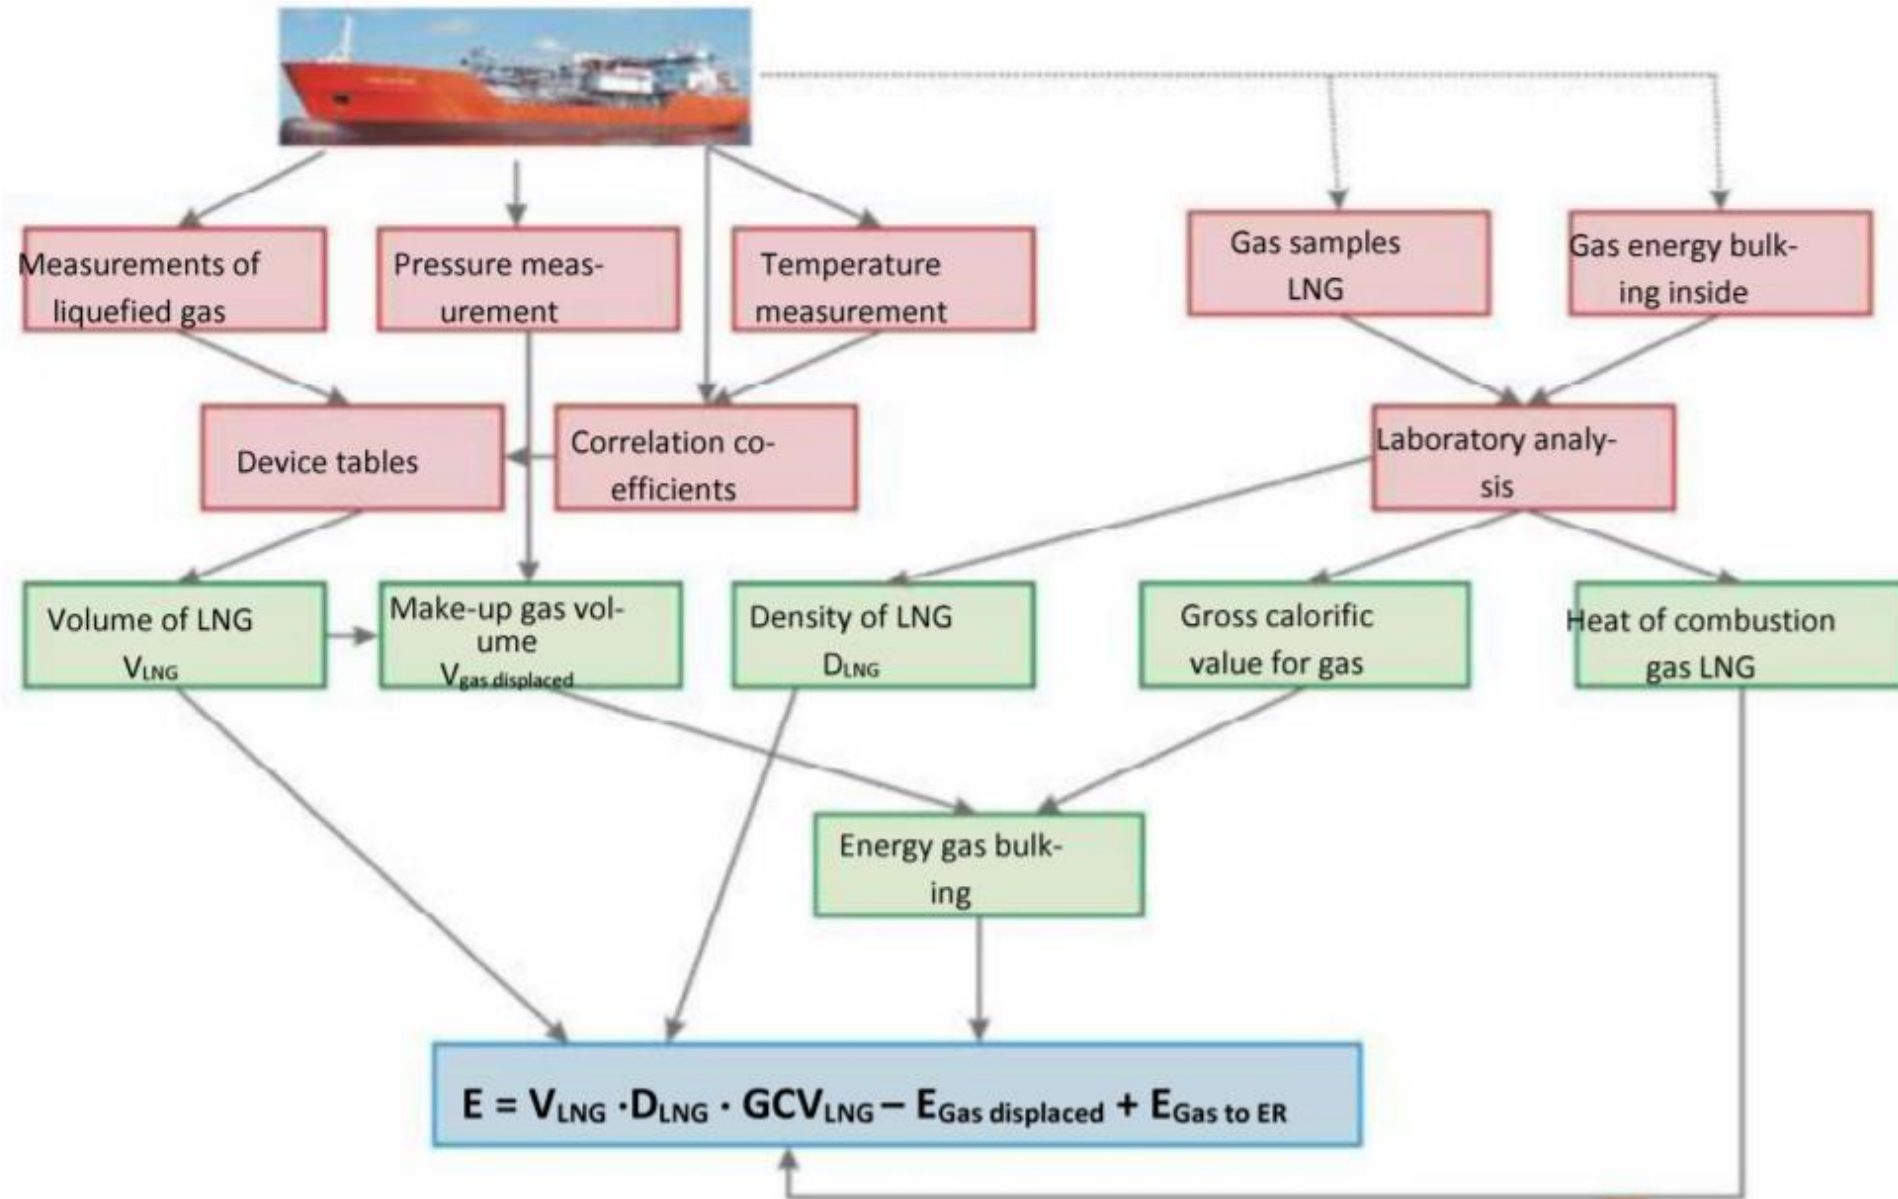 Measurements of
liquefied gas
Pressure meas-
urement
Temperature
measurement
Gas samples
LNG
Gas energy bulk-
ing inside
Device tables
Correlation co-
efficients
Laboratory analy-
sis
Volume of LNG
VLNG
Make-up gas vol-
ume
Vgas displaced
Density of LNG
DLNG
Gross calorific
value for gas
Heat of combustion
gas LNG
Energy gas bulk-
ing
E = VLNG ·DLNG · GCVLNG – EGas displaced + EGas to ER